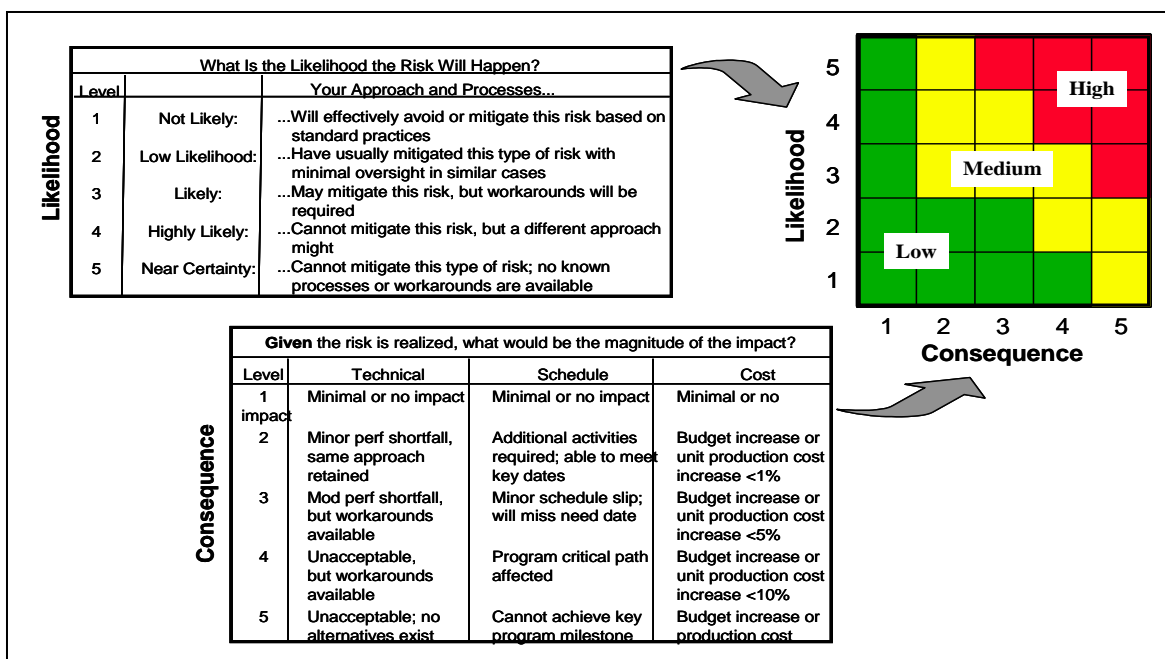 What Is the Likelihood the Risk Will Happen?
Level Your Approach and Processes...
1 Not Likely: ...Will effectively avoid or mitigate this risk based on
standard practices
2 Low Likelihood: ...Have usually mitigated this type of risk with
minimal oversight in similar cases
3 Likely: ...May mitigate this risk, but workarounds will be
required
4 Highly Likely: ...Cannot mitigate this risk, but a different approach
might
5 Near Certainty: ...Cannot mitigate this type of risk; no known
processes or workarounds are available
Likelihood
Likelihood
5
4
3
2
1
High
Medium
Low
1 2 3 4 5
Consequence
Given the risk is realized, what would be the magnitude of the impact?
Level Technical Schedule Cost
1 Minimal or no impact Minimal or no impact Minimal or no
impact
2 Minor perf shortfall, Additional activities Budget increase or
same approach required; able to meet unit production cost
retained key dates increase <1%
3 Mod perf shortfall, Minor schedule slip; Budget increase or
but workarounds will miss need date unit production cost
available increase <5%
4 Unacceptable, Program critical path Budget increase or
but workarounds affected unit production cost
available increase <10%
5 Unacceptable; no Cannot achieve key Budget increase or
alternatives exist program milestone production cost
Consequence